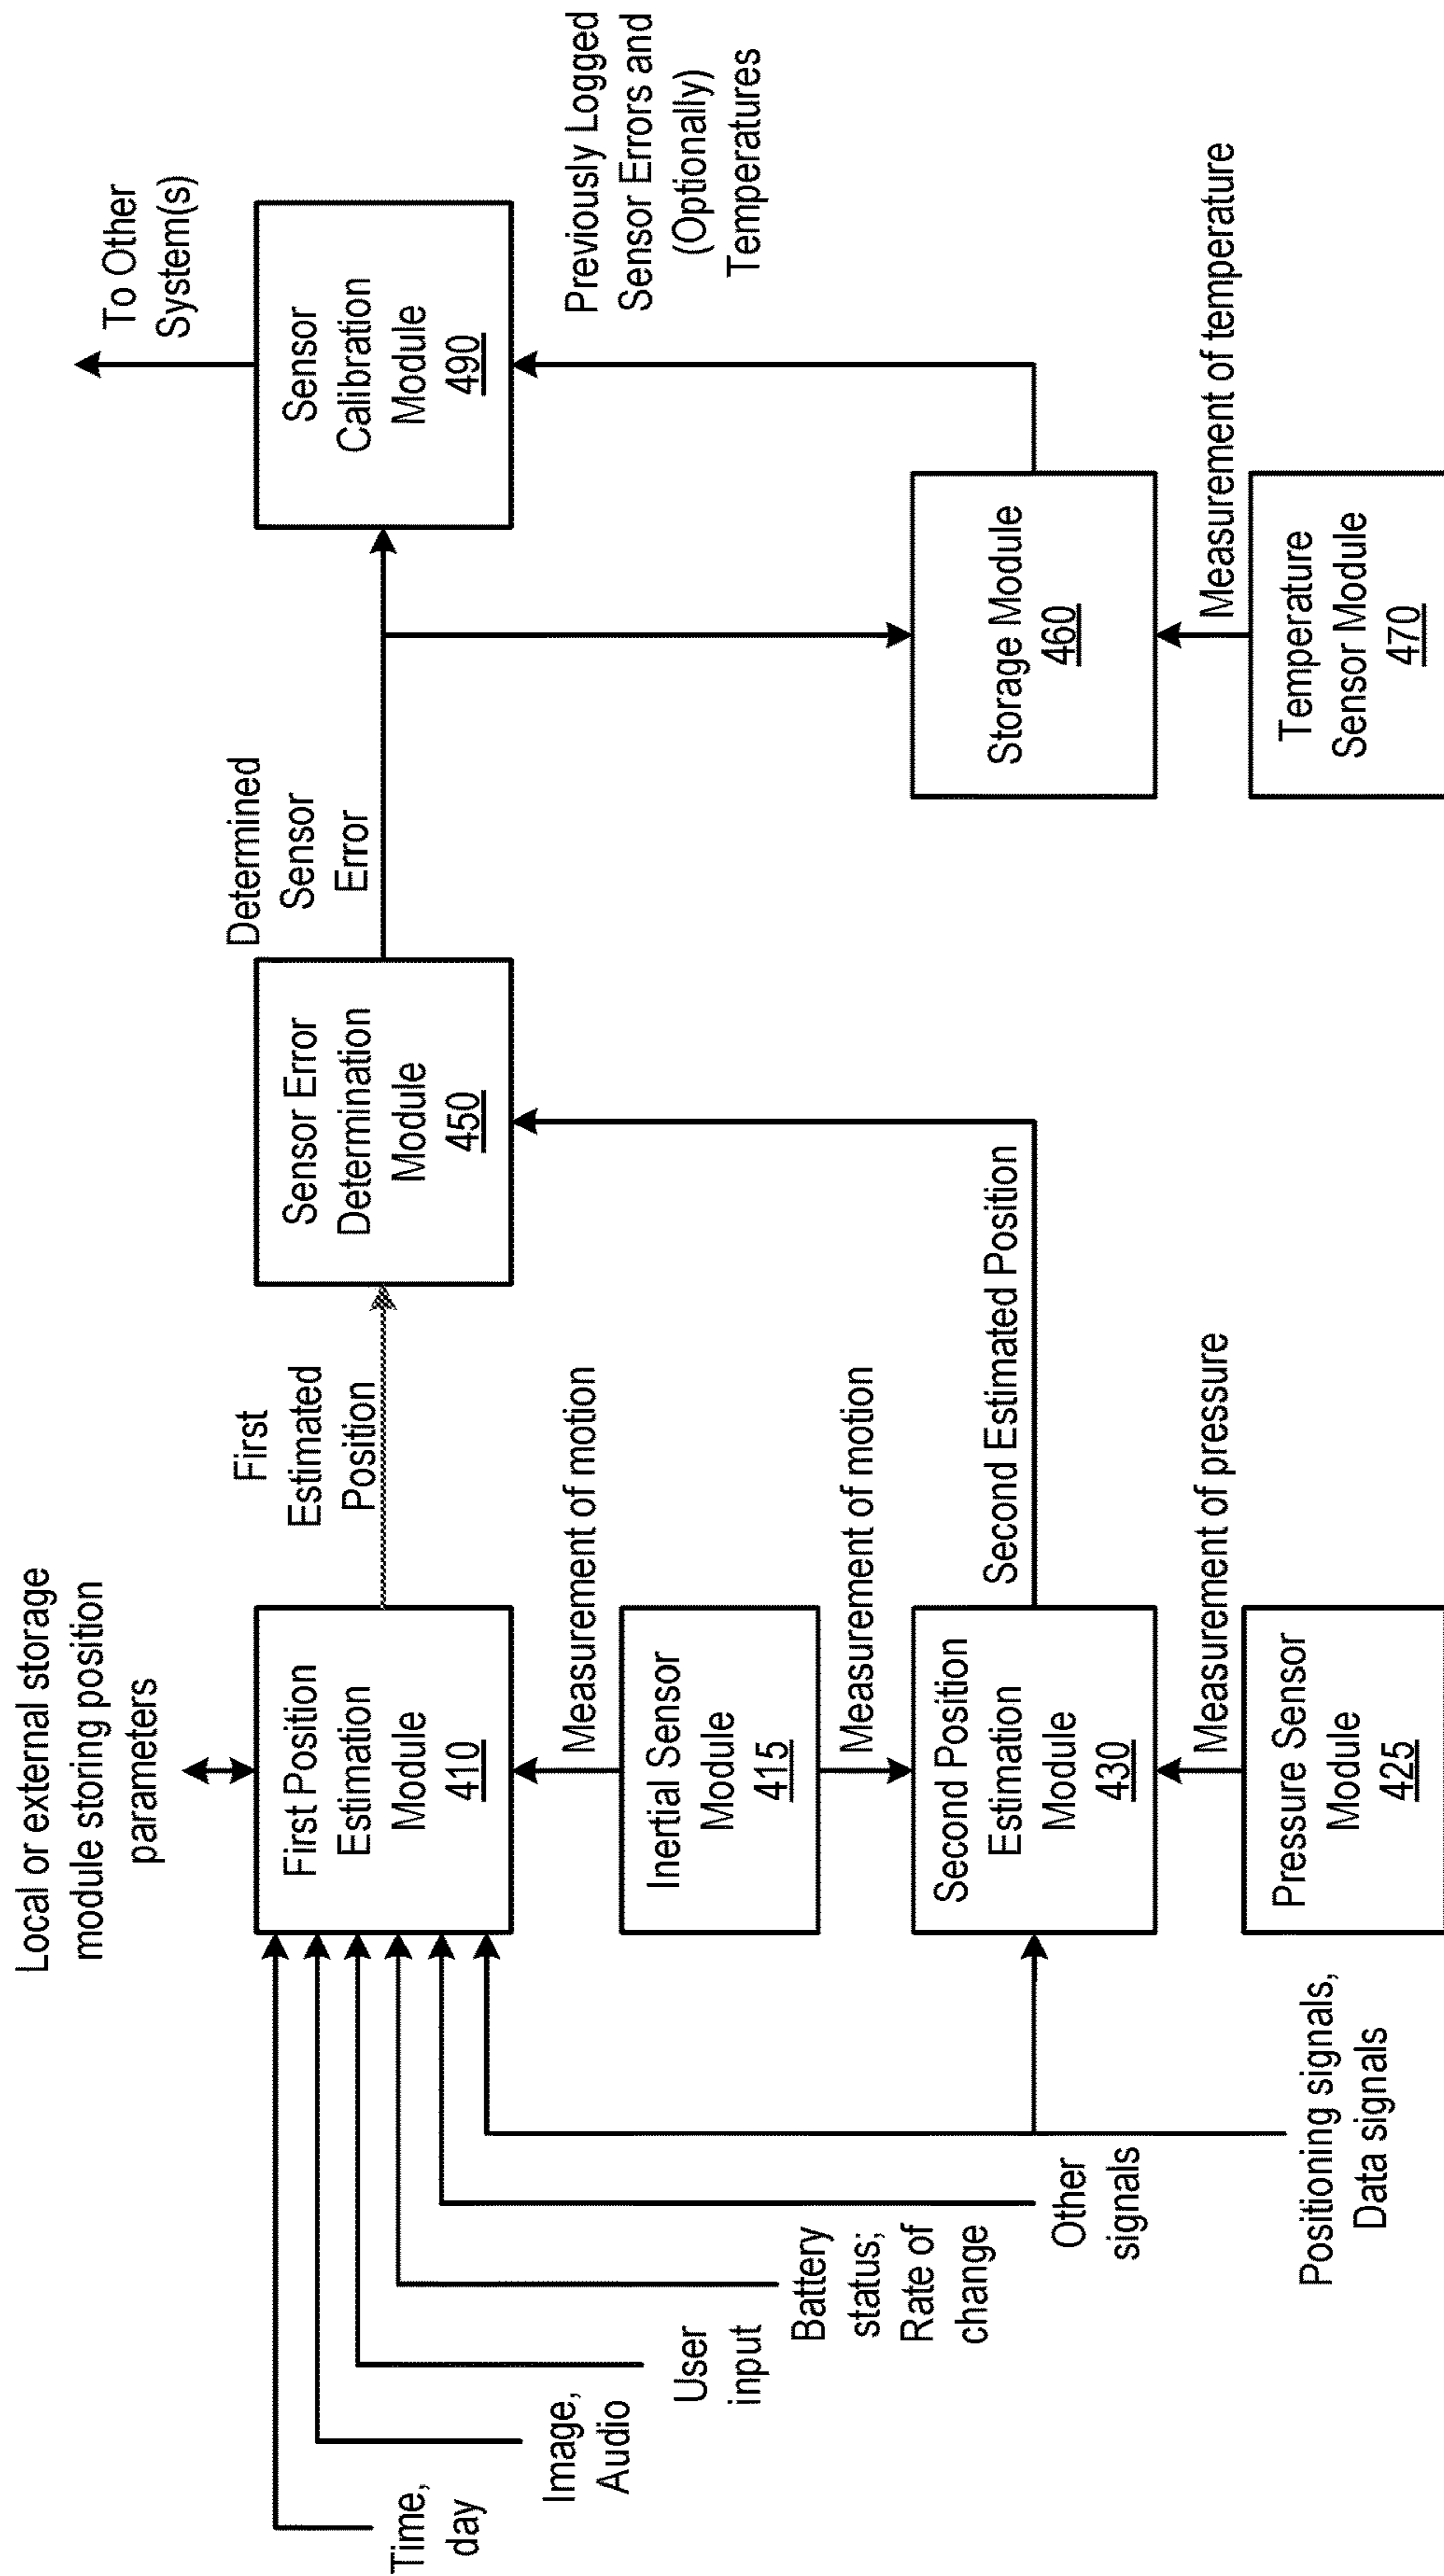 Local or external storage
module storing position
parameters
First Position
Estimation
Module
410
First
Estimated
Position
Sensor Error
Determination
Module
450
Determined
Sensor
Error
Sensor
Calibration
Module
490
To Other
System(s)
Previously Logged
Sensor Errors and
(Optionally)
Temperatures
Time,
day
Image,
Audio
User
input
Battery
status;
Rate of
change
Other
signals
Positioning signals,
Data signals
Measurement of motion
Inertial Sensor
Module
415
Measurement of motion
Second Position
Estimation
Module
430
Second Estimated Position
Measurement of pressure
Pressure Sensor
Module
425
Storage Module
460
Measurement of temperature
Temperature
Sensor Module
470